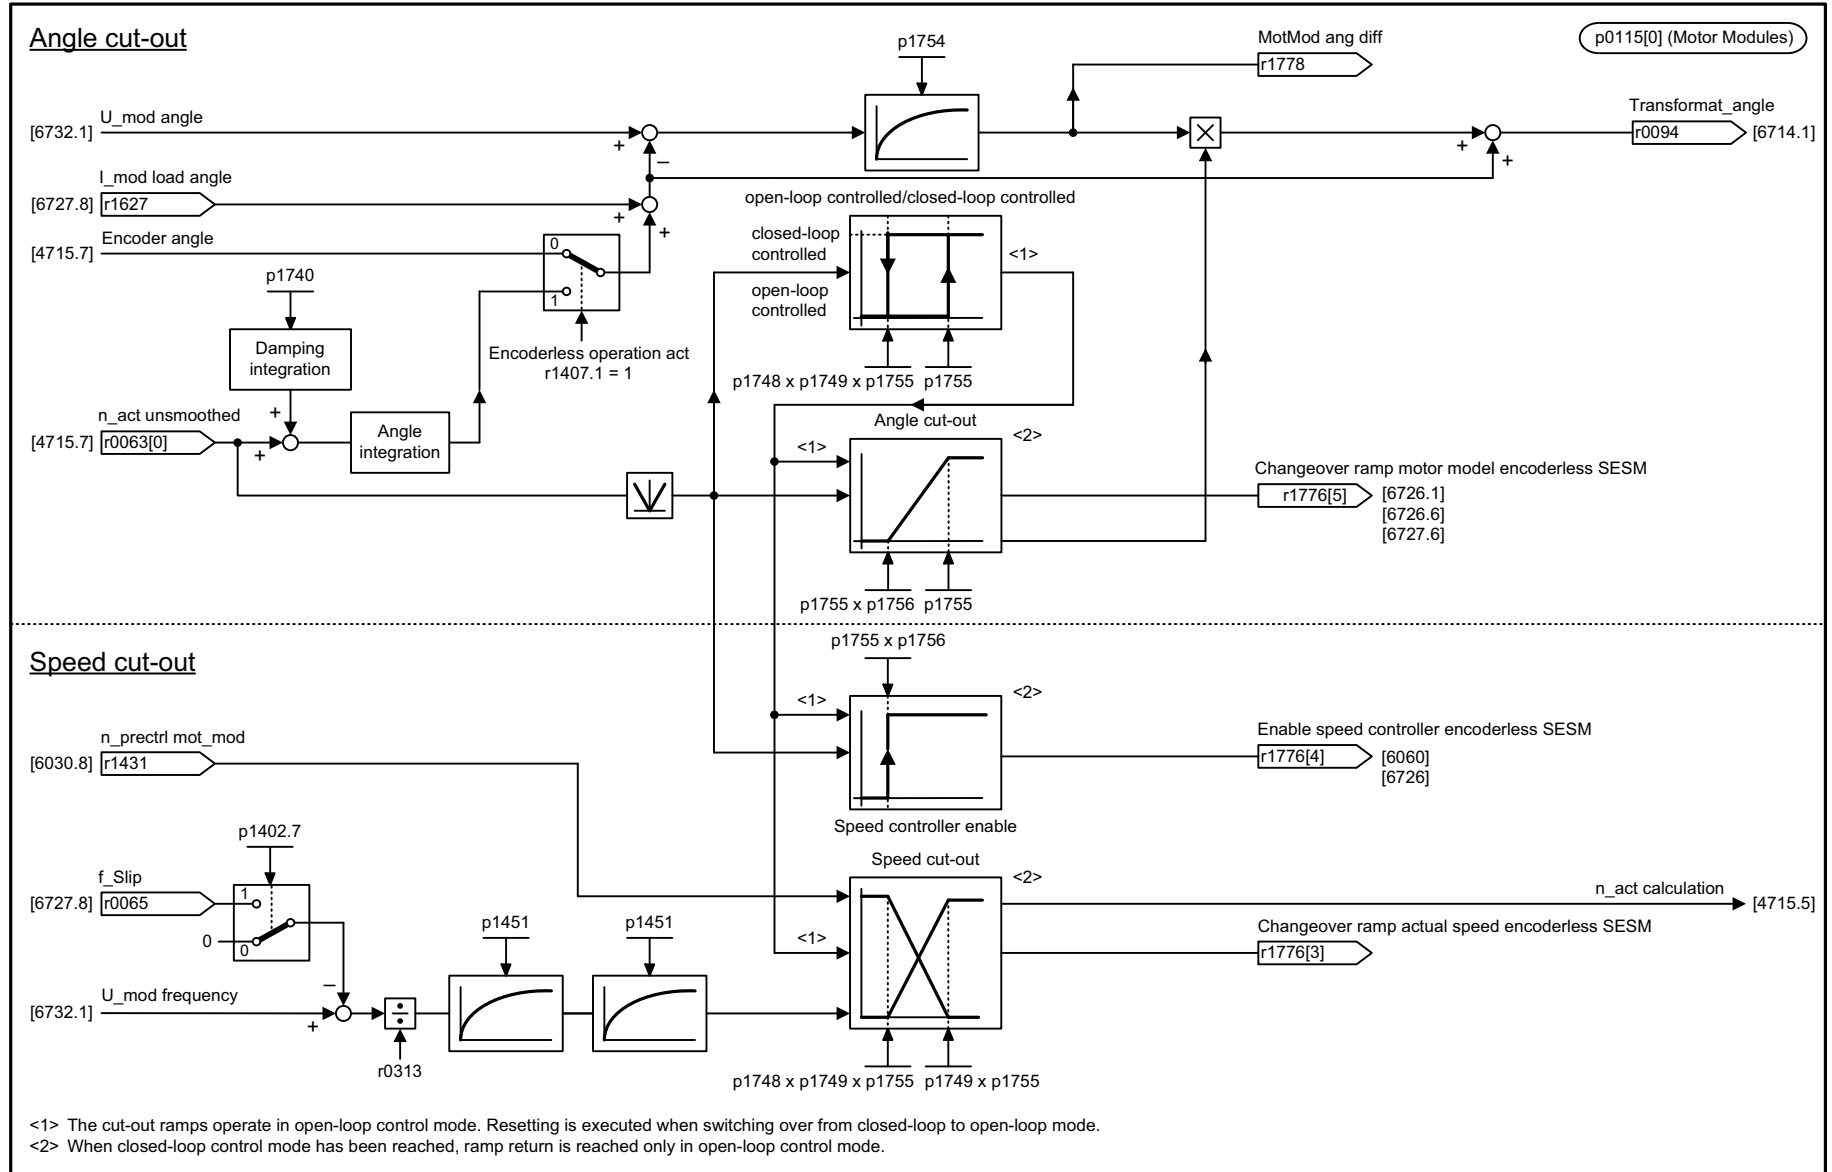 Angle cut-out
p1754
MotMod ang diff
r1778
p0115[0] (Motor Modules)
U_mod angle
[6732.1]
+
–
+
+
Transformat_angle
r0094
[6714.1]
I_mod load angle
[6727.8]
r1627
+
+
open-loop controlled/closed-loop controlled
closed-loop
controlled
open-loop
controlled
<1>
p1748 x p1749 x p1755
p1755
Encoder angle
[4715.7]
0
1
Encoderless operation act
r1407.1 = 1
p1740
Damping
integration
n_act unsmoothed
[4715.7]
r0063[0]
+
+
Angle
integration
Angle cut-out
<1>
<2>
p1755 x p1756
p1755
Changeover ramp motor model encoderless SESM
r1776[5]
[6726.1]
[6726.6]
[6727.6]
Speed cut-out
p1755 x p1756
<1>
<2>
Speed controller enable
Enable speed controller encoderless SESM
r1776[4]
[6060]
[6726]
n_prectrl mot_mod
[6030.8]
r1431
p1402.7
f_Slip
[6727.8]
r0065
1
0
0
U_mod frequency
[6732.1]
–
+
÷
r0313
p1451
p1451
Speed cut-out
<2>
<1>
p1748 x p1749 x p1755
p1749 x p1755
n_act calculation
[4715.5]
Changeover ramp actual speed encoderless SESM
r1776[3]
<1> The cut-out ramps operate in open-loop control mode. Resetting is executed when switching over from closed-loop to open-loop mode.
<2> When closed-loop control mode has been reached, ramp return is reached only in open-loop control mode.